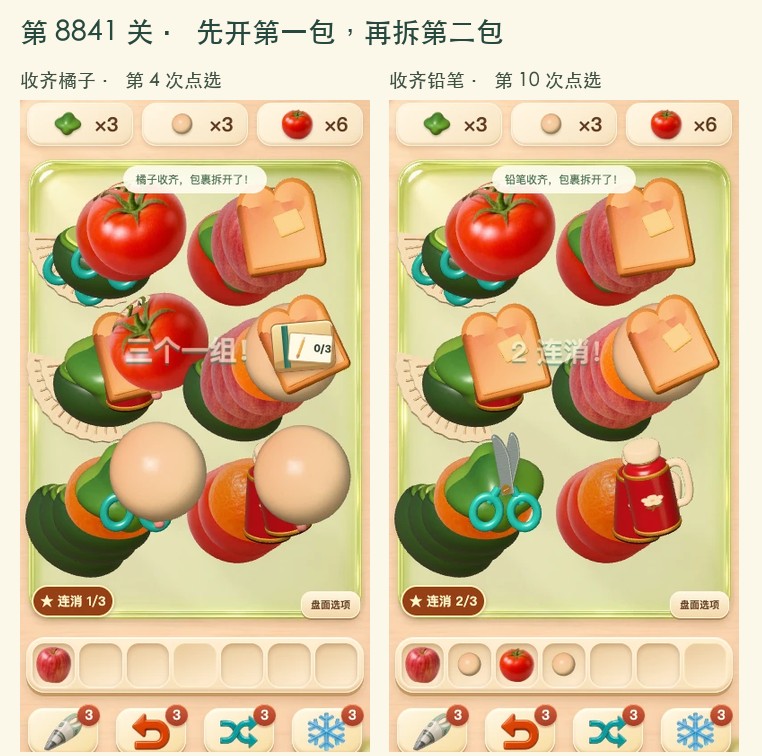 第 8841 关 · 先开第一包，再拆第二包
收齐橘子 · 第 4 次点选
收齐铅笔 · 第 10 次点选
×3
×3
×6
×3
×3
×6
橘子收齐，包裹拆开了！
铅笔收齐，包裹拆开了！
三个一组！
0/3
2 连消！
★ 连消 1/3
盘面选项
★ 连消 2/3
盘面选项
3
3
3
3
3
3
3
3